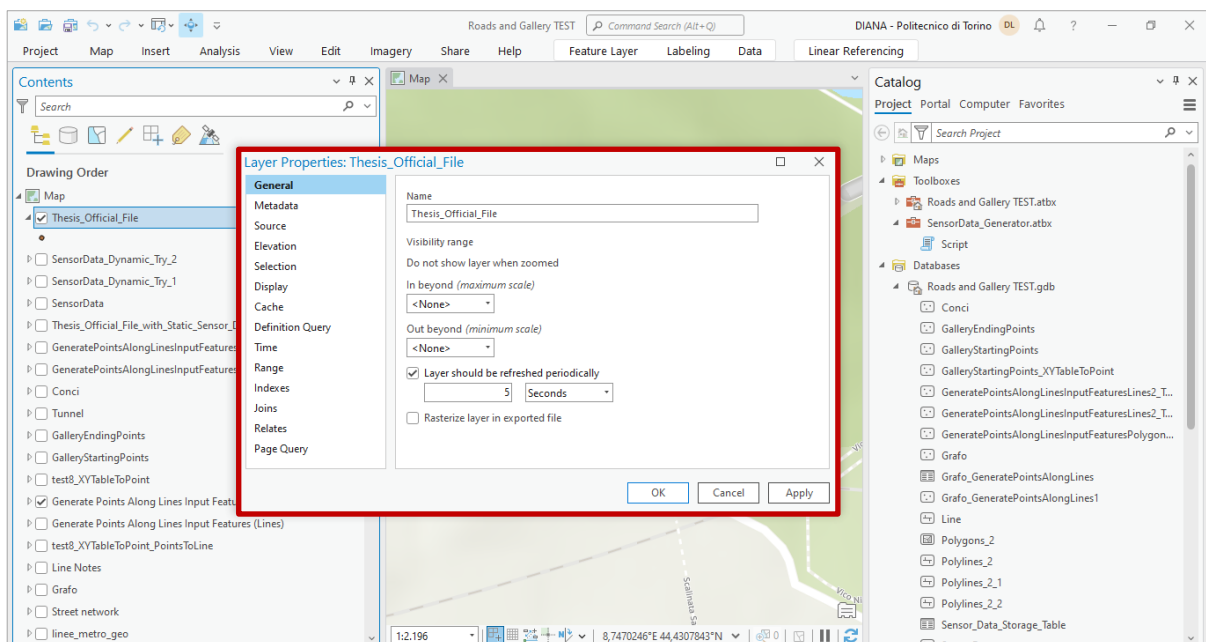 Roads and Gallery TEST
Command Search (Alt+Q)
DIANA - Politecnico di Torino
DL
?
Project
Map
Insert
Analysis
View
Edit
Imagery
Share
Help
Feature Layer
Labeling
Data
Linear Referencing
Contents
Search
Drawing Order
Map
Thesis_Official_File
SensorData_Dynamic_Try_2
SensorData_Dynamic_Try_1
SensorData
Thesis_Official_File_with_Static_Sensor_D
GeneratePointsAlongLinesInputFeatures
GeneratePointsAlongLinesInputFeatures
Conci
Tunnel
GalleryEndingPoints
GalleryStartingPoints
test8_XYTableToPoint
Generate Points Along Lines Input Featu
Generate Points Along Lines Input Features (Lines)
test8_XYTableToPoint_PointsToLine
Line Notes
Grafo
Street network
linee_metro_geo
Map
Layer Properties: Thesis_Official_File
General
Metadata
Source
Elevation
Selection
Display
Cache
Definition Query
Time
Range
Indexes
Joins
Relates
Page Query
Name
Thesis_Official_File
Visibility range
Do not show layer when zoomed
In beyond (maximum scale)
<None>
Out beyond (minimum scale)
<None>
Layer should be refreshed periodically
5 Seconds
Rasterize layer in exported file
OK
Cancel
Apply
Scalinata Sa
Vico Ni
1:2.196
N
8,7470246°E 44,4307843°N
0
Catalog
Project Portal Computer Favorites
Search Project
Maps
Toolboxes
Roads and Gallery TEST.atbx
SensorData_Generator.atbx
Script
Databases
Roads and Gallery TEST.gdb
Conci
GalleryEndingPoints
GalleryStartingPoints
GalleryStartingPoints_XYTableToPoint
GeneratePointsAlongLinesInputFeaturesLines2_T...
GeneratePointsAlongLinesInputFeaturesLines2_T...
GeneratePointsAlongLinesInputFeaturesPolygon...
Grafo
Grafo_GeneratePointsAlongLines
Grafo_GeneratePointsAlongLines1
Line
Polygons_2
Polylines_2
Polylines_2_1
Polylines_2_2
Sensor_Data_Storage_Table